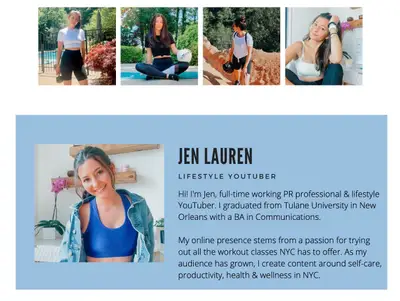 JEN LAUREN
LIFESTYLE YOUTUBER
Hi! I'm Jen, full-time working PR professional & lifestyle
YouTuber. I graduated from Tulane University in New
Orleans with a BA in Communications.
My online presence stems from a passion for trying
out all the workout classes NYC has to offer. As my
audience has grown, I create content around self-care,
productivity, health & wellness in NYC.